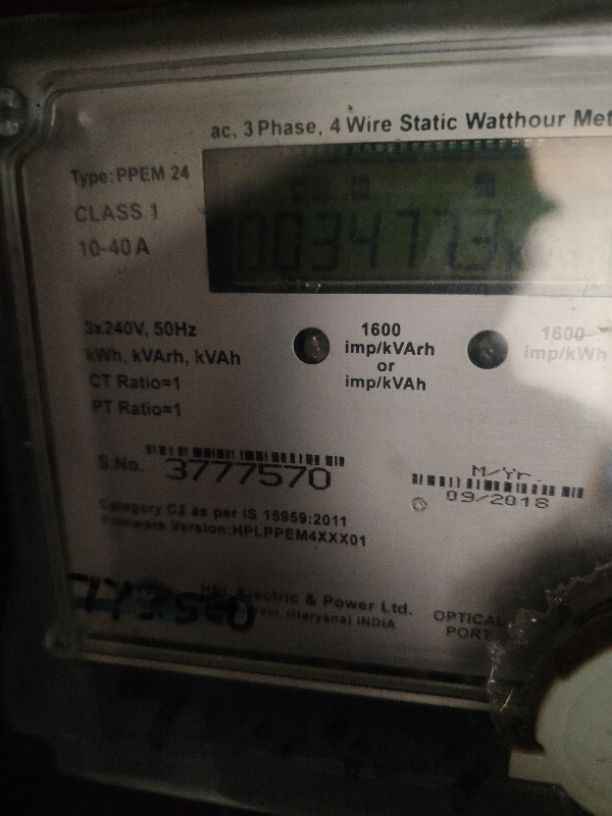 ac, 3 Phase, 4 Wire Static Watthour
Type: PPEM 24
CLASS 1
10-40 A
3x240V, 50Hz
kWh, kVArh, kVAh
CT Ratio=1
PT Ratio=1
1600
imp/kVArh
or
imp/kVAh
1600
imp/kWh
S.No. 3777570
M/Yr.
09/2018
Category C2 as per IS 15959:2011
Firmware Version:HPLPPEM4XXX01
HPL Electric & Power Ltd.
(Haryana) INDIA
OPTICAL
PORT